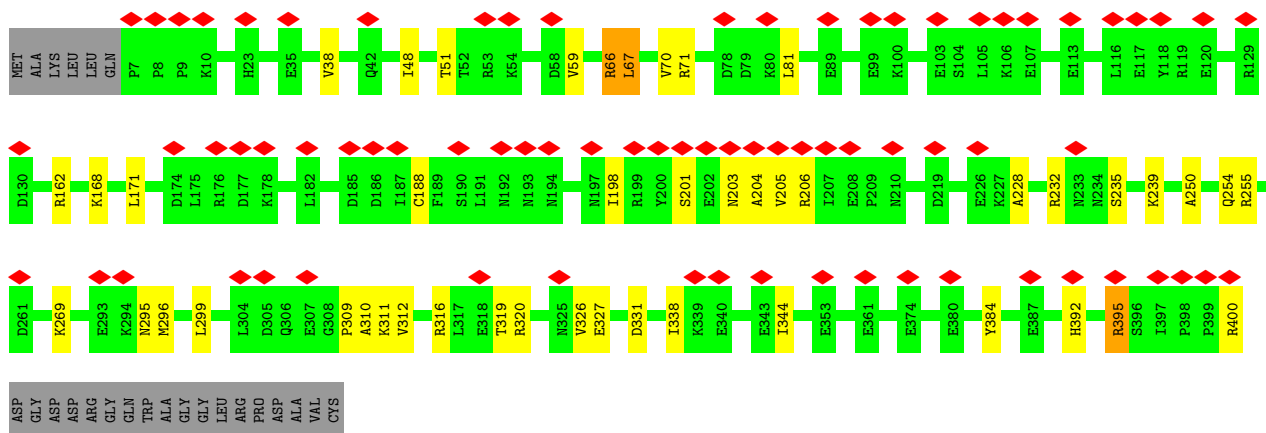 MET ALA LYS LEU LEU GLN P7 P8 P9 K10 H23 E35 V38 Q42 I48 T51 T52 R53 K54 D58 V59 R66 L67 V70 R71 D78 D79 K80 L81 E89 E99 K100 E103 S104 L105 K106 E107 E113 L116 E117 Y118 R119 E120 R129
D130 R162 K168 L171 D174 L175 R176 D177 K178 L182 D185 D186 I187 C188 F189 S190 L191 N192 N193 N194 N197 I198 R199 Y200 S201 E202 N203 A204 V205 R206 I207 E208 P209 N210 D219 E226 K227 A228 R232 N233 N234 S235 K239 A250 Q254 R255
D261 K269 E293 K294 N295 M296 L299 L304 D305 Q306 E307 G308 P309 A310 K311 V312 R316 L317 E318 T319 R320 N325 V326 E327 D331 I338 K339 E340 E343 I344 E353 E361 E374 E380 Y384 E387 H392 R395 S396 I397 P398 P399 R400
ASP GLY ASP ASP ARG GLY GLN TRP ALA GLY GLY LEU ARG PRO ASP ALA VAL CYS